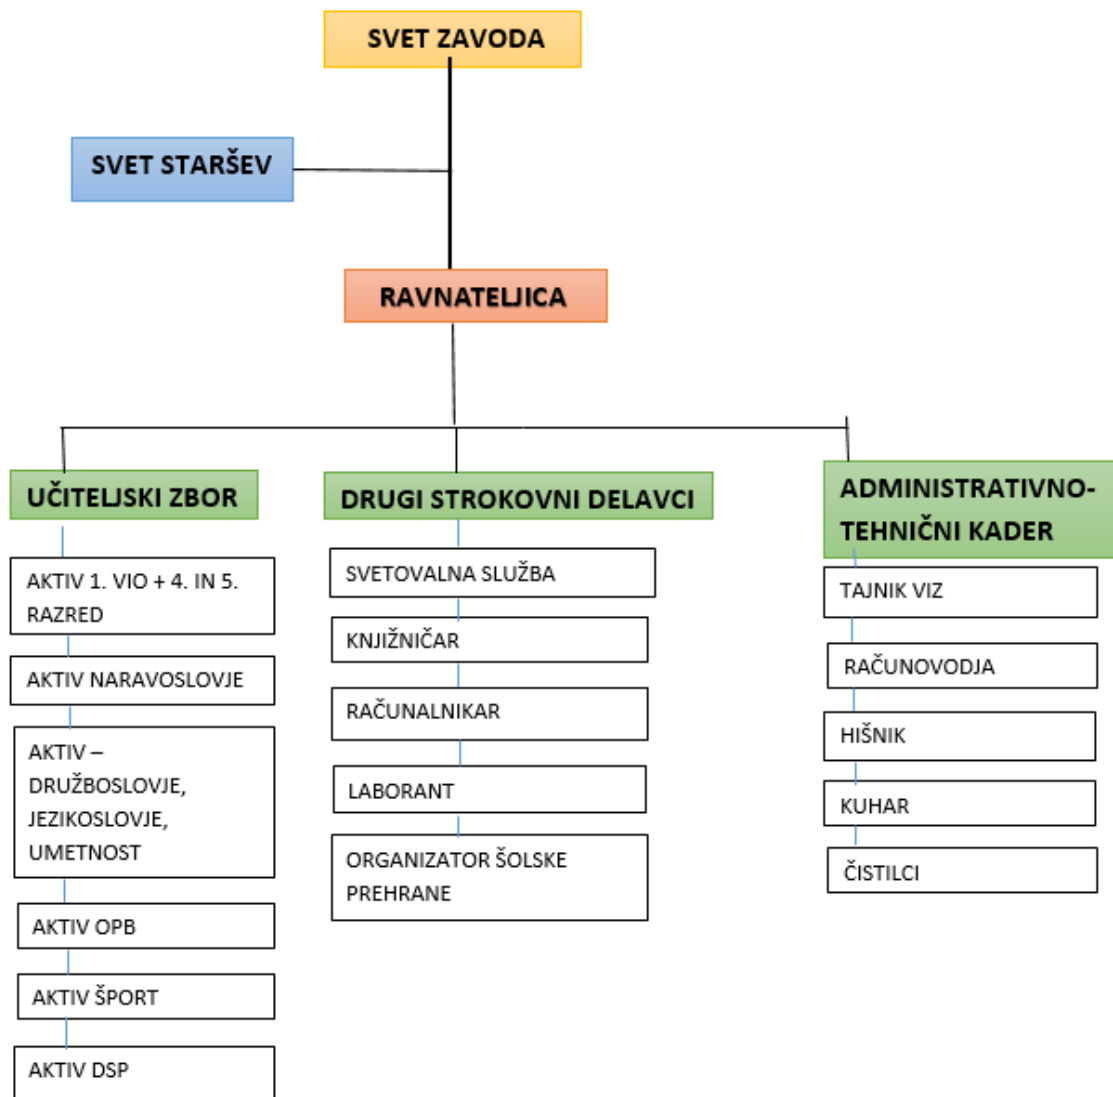 SVET ZAVODA
SVET STARŠEV
RAVNATELJICA
UČITELJSKI ZBOR
AKTIV 1. VIO + 4. IN 5.
RAZRED
AKTIV NARAVOSLOVJE
AKTIV –
DRUŽBOSLOVJE,
JEZIKOSLOVJE,
UMETNOST
AKTIV OPB
AKTIV ŠPORT
AKTIV DSP
DRUGI STROKOVNI DELAVCI
SVETOVALNA SLUŽBA
KNJIŽNIČAR
RAČUNALNIKAR
LABORANT
ORGANIZATOR ŠOLSKE
PREHRANE
ADMINISTRATIVNO-
TEHNIČNI KADER
TAJNIK VIZ
RAČUNOVODJA
HIŠNIK
KUHAR
ČISTILCI